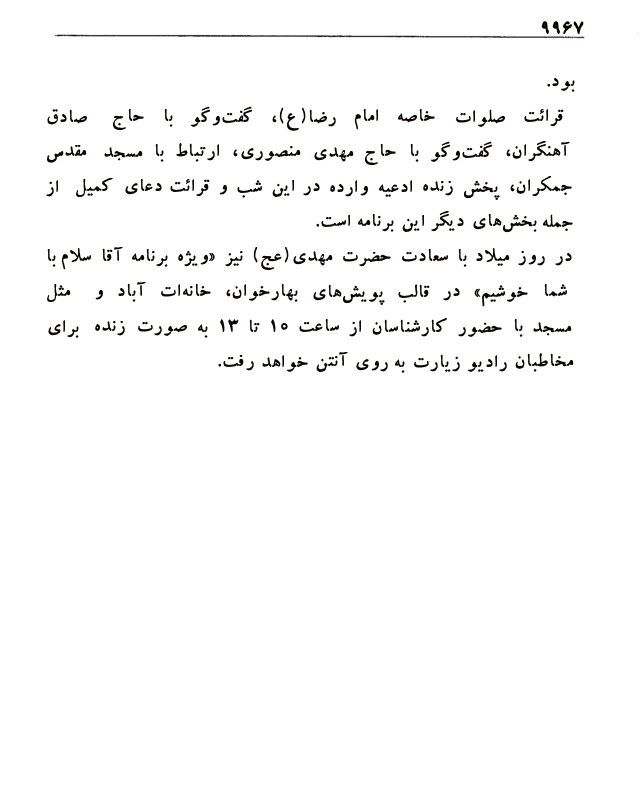 ۹۹۶۷
بود.
قرائت صلوات خاصه امام رضا(ع)، گفت‌وگو با حاج صادق
آهنگران، گفت‌وگو با حاج مهدی منصوری، ارتباط با مسجد مقدس
جمکران، پخش زنده ادعیه وارده در این شب و قرائت دعای کمیل از
جمله بخش‌های دیگر این برنامه است.
در روز میلاد با سعادت حضرت مهدی(عج) نیز «ویژه برنامه آقا سلام با
شما خوشیم» در قالب پویش‌های بهارخوان، خانه‌ات آباد و مثل
مسجد با حضور کارشناسان از ساعت ۱۰ تا ۱۳ به صورت زنده برای
مخاطبان رادیو زیارت به روی آنتن خواهد رفت.